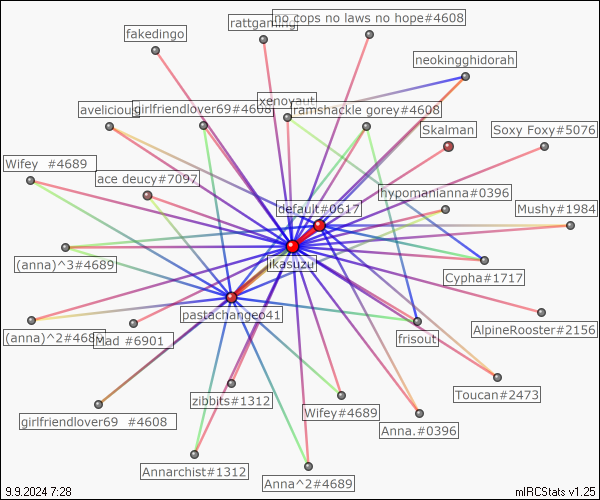 no cops no laws no hope#4608
rattgaming
fakedingo
neokingghidorah
xenoyaut
avelicious
girlfriendlover69#4608
ramshackle gorey#4608
Skalman
Soxy Foxy#5076
Wifey #4689
ace deucy#7097
hypomanianna#0396
default#0617
Mushy#1984
(anna)^3#4689
ikasuzu
Cypha#1717
pastachangeo41
(anna)^2#4689
Mad #6901
frisout
AlpineRooster#2156
Toucan#2473
zibbits#1312
Wifey#4689
girlfriendlover69 #4608
Anna.#0396
Annarchist#1312
Anna^2#4689
9.9.2024 7:28
mIRCStats v1.25